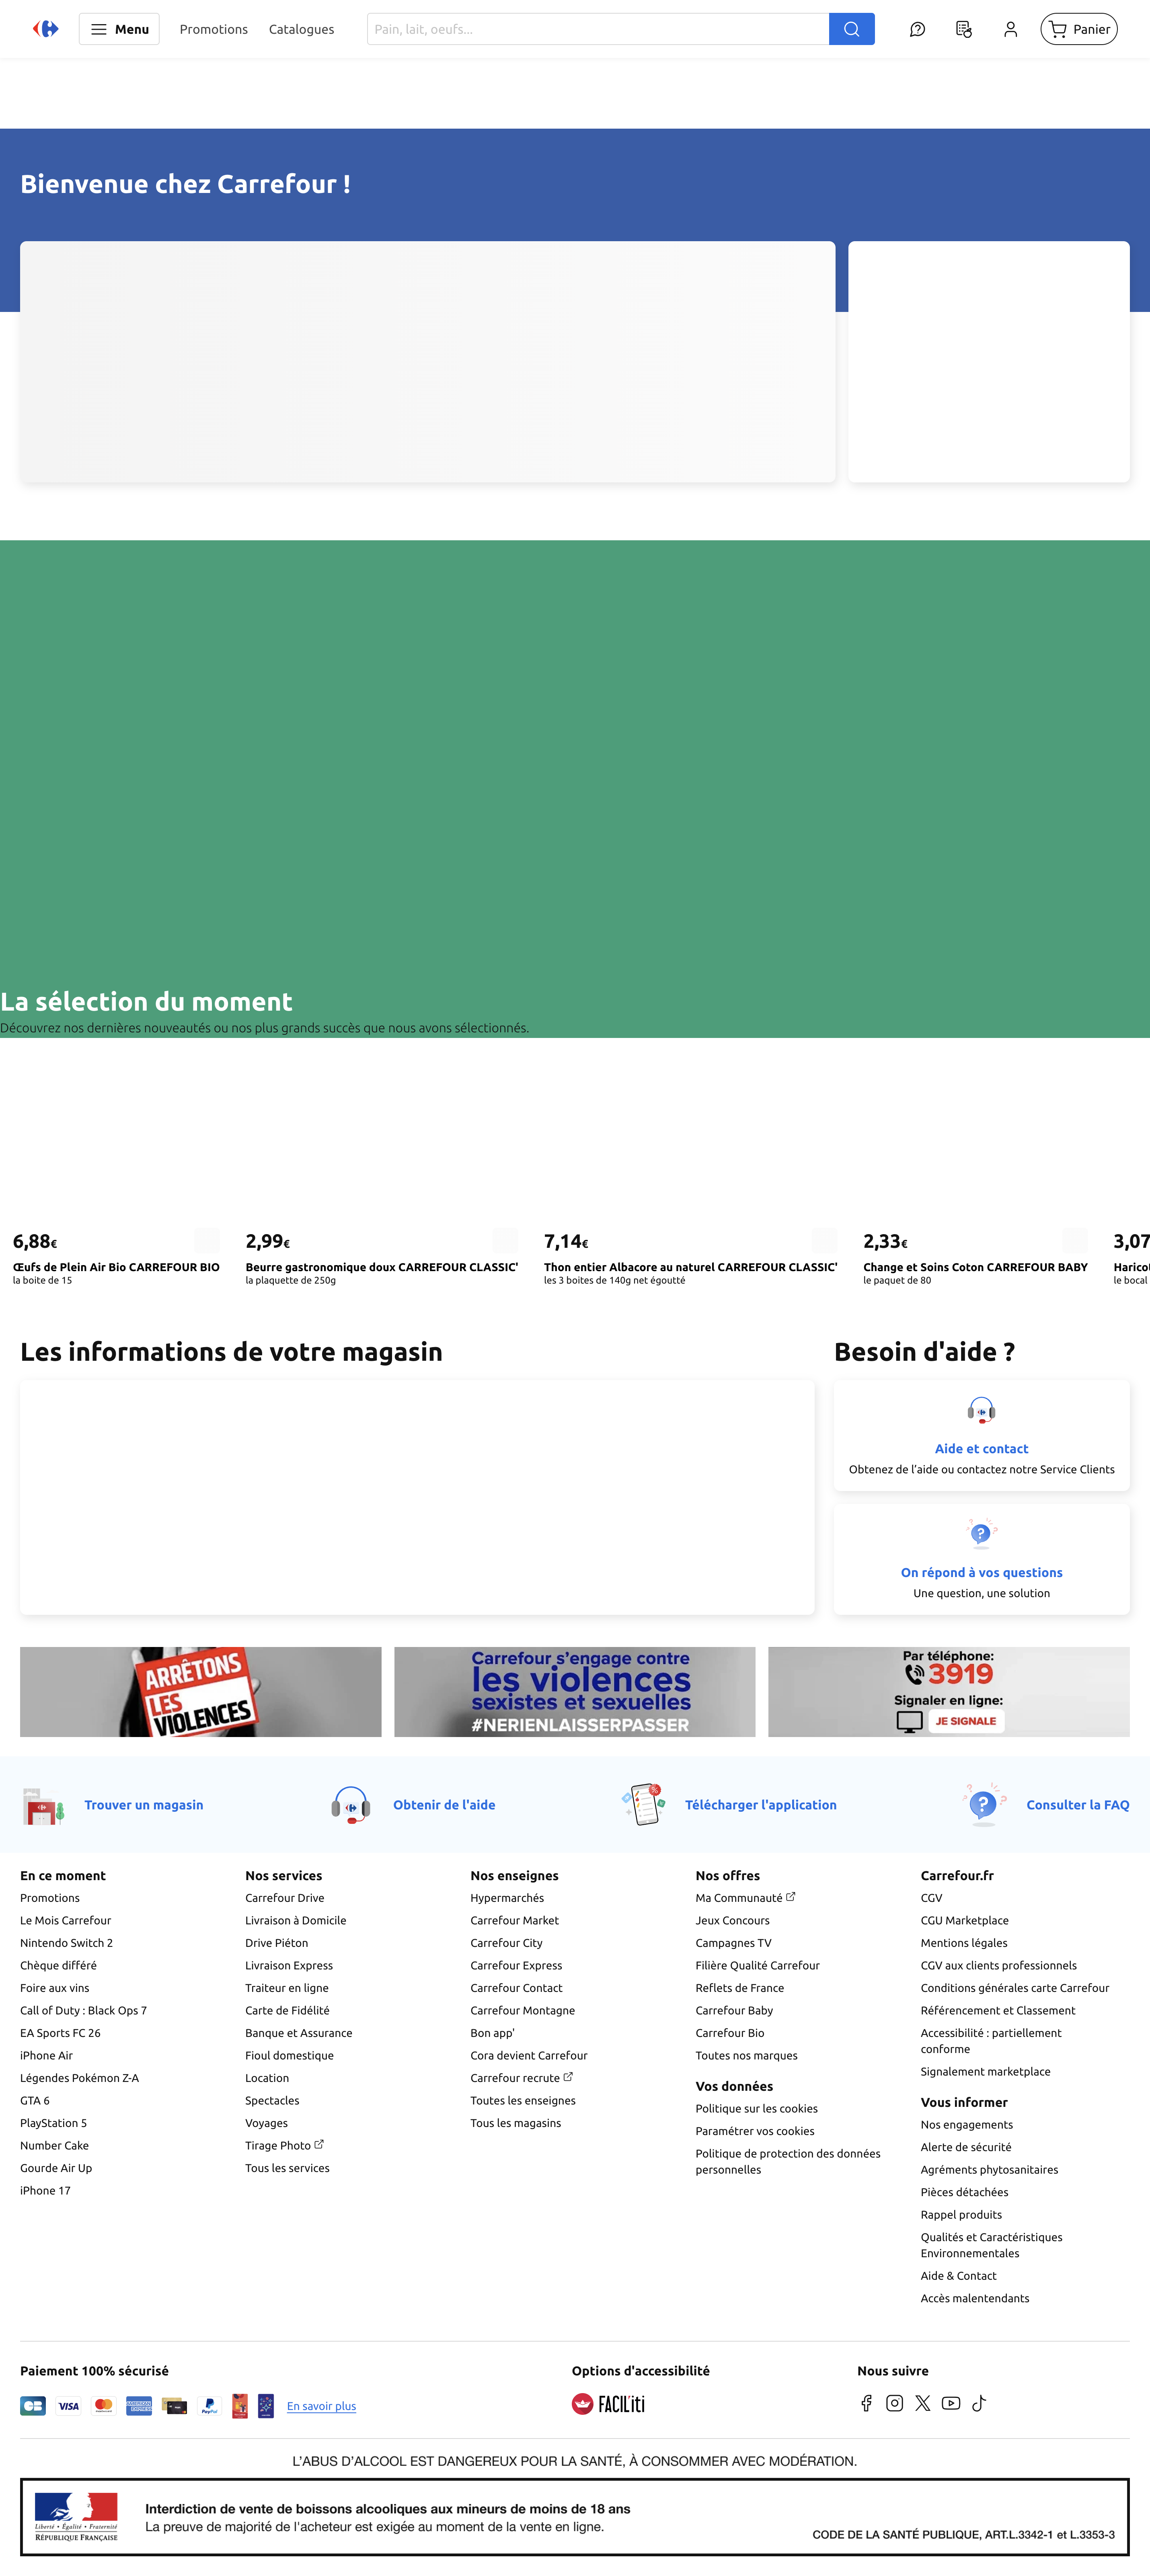 Menu
Promotions
Catalogues
Pain, lait, oeufs...
Panier
Bienvenue chez Carrefour !
La sélection du moment
Découvrez nos dernières nouveautés ou nos plus grands succès que nous avons sélectionnés.
6,88€
Œufs de Plein Air Bio CARREFOUR BIO
la boite de 15
2,99€
Beurre gastronomique doux CARREFOUR CLASSIC'
la plaquette de 250g
7,14€
Thon entier Albacore au naturel CARREFOUR CLASSIC'
les 3 boites de 140g net égoutté
2,33€
Change et Soins Coton CARREFOUR BABY
le paquet de 80
3,07
Haricot
le bocal
Les informations de votre magasin
Besoin d'aide ?
Aide et contact
Obtenez de l’aide ou contactez notre Service Clients
On répond à vos questions
Une question, une solution
ARRÊTONS
LES
VIOLENCES
Carrefour s’engage contre
les violences
sexistes et sexuelles
#NERIENLAISSERPASSER
Par téléphone:
3919
Signaler en ligne:
JE SIGNALE
Trouver un magasin
Obtenir de l'aide
Télécharger l'application
Consulter la FAQ
En ce moment
Promotions
Le Mois Carrefour
Nintendo Switch 2
Chèque différé
Foire aux vins
Call of Duty : Black Ops 7
EA Sports FC 26
iPhone Air
Légendes Pokémon Z-A
GTA 6
PlayStation 5
Number Cake
Gourde Air Up
iPhone 17
Nos services
Carrefour Drive
Livraison à Domicile
Drive Piéton
Livraison Express
Traiteur en ligne
Carte de Fidélité
Banque et Assurance
Fioul domestique
Location
Spectacles
Voyages
Tirage Photo
Tous les services
Nos enseignes
Hypermarchés
Carrefour Market
Carrefour City
Carrefour Express
Carrefour Contact
Carrefour Montagne
Bon app'
Cora devient Carrefour
Carrefour recrute
Toutes les enseignes
Tous les magasins
Nos offres
Ma Communauté
Jeux Concours
Campagnes TV
Filière Qualité Carrefour
Reflets de France
Carrefour Baby
Carrefour Bio
Toutes nos marques
Vos données
Politique sur les cookies
Paramétrer vos cookies
Politique de protection des données
personnelles
Carrefour.fr
CGV
CGU Marketplace
Mentions légales
CGV aux clients professionnels
Conditions générales carte Carrefour
Référencement et Classement
Accessibilité : partiellement
conforme
Signalement marketplace
Vous informer
Nos engagements
Alerte de sécurité
Agréments phytosanitaires
Pièces détachées
Rappel produits
Qualités et Caractéristiques
Environnementales
Aide & Contact
Accès malentendants
Paiement 100% sécurisé
CB
VISA
AMERICAN EXPRESS
PayPal
En savoir plus
Options d'accessibilité
FACIL'iti
Nous suivre
L’ABUS D’ALCOOL EST DANGEREUX POUR LA SANTÉ, À CONSOMMER AVEC MODÉRATION.
Liberté • Égalité • Fraternité
RÉPUBLIQUE FRANÇAISE
Interdiction de vente de boissons alcooliques aux mineurs de moins de 18 ans
La preuve de majorité de l'acheteur est exigée au moment de la vente en ligne.
CODE DE LA SANTÉ PUBLIQUE, ART.L.3342-1 et L.3353-3